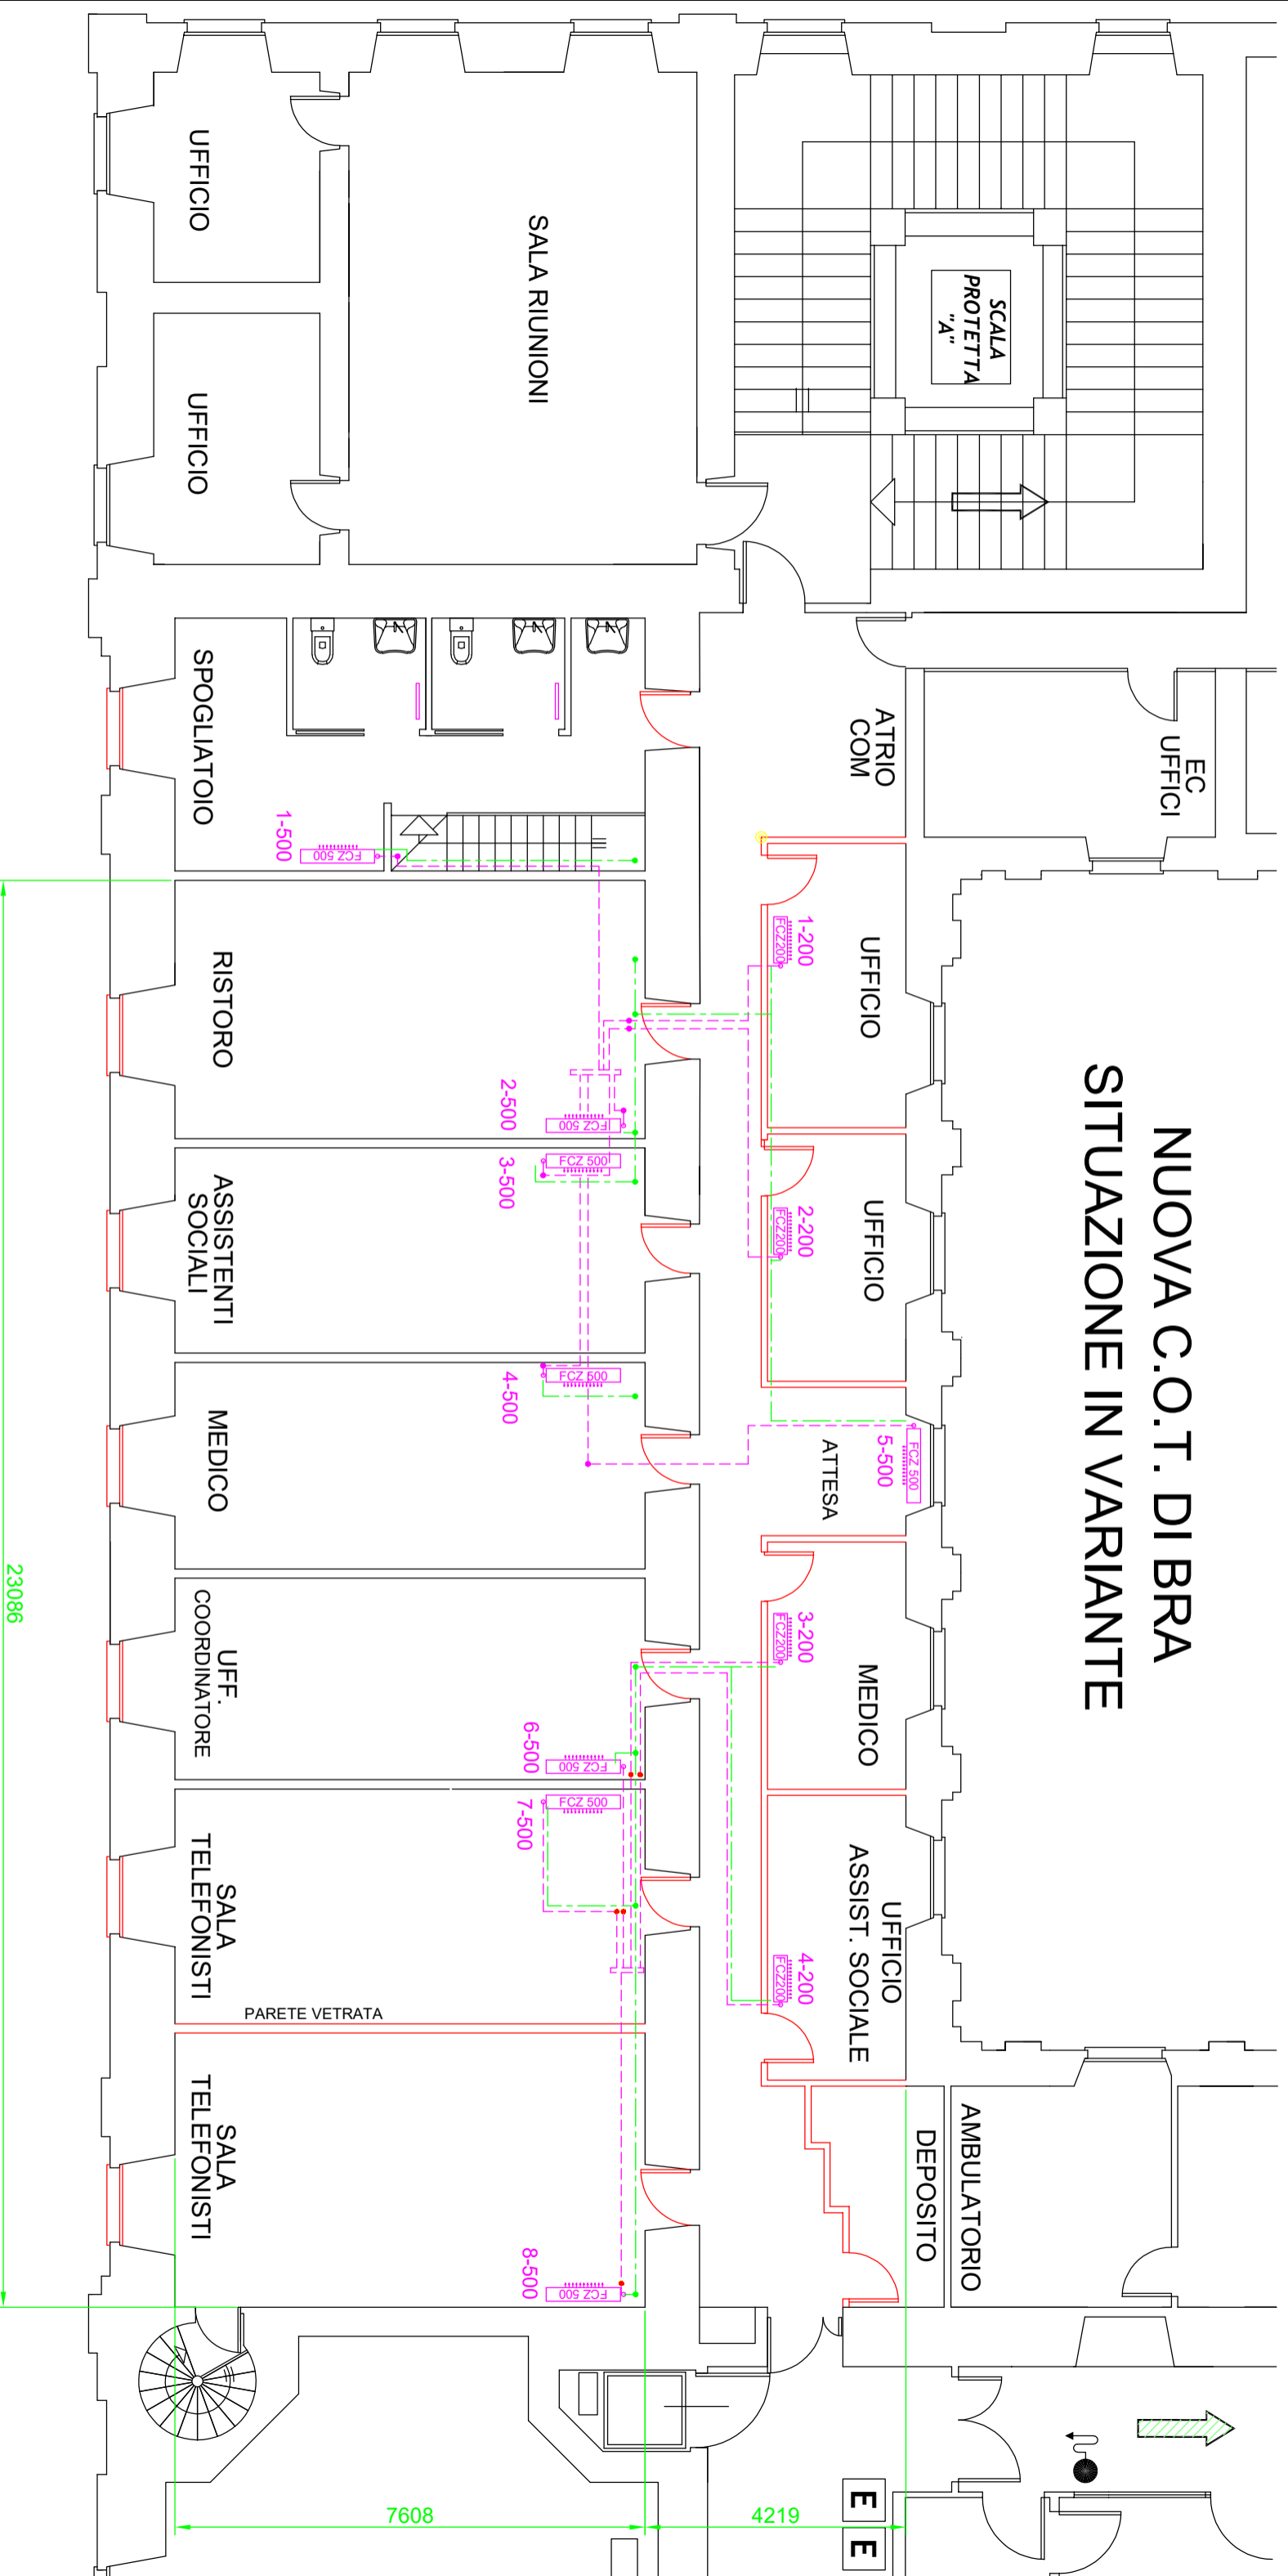 NUOVA C.O.T. DI BRA
SITUAZIONE IN VARIANTE
EC
UFFICI
SCALA
PROTETTA
"A"
ATRIO
COM
UFFICIO
UFFICIO
ATTESA
MEDICO
UFFICIO
ASSIST. SOCIALE
DEPOSITO
AMBULATORIO
1-200
FCZ200
2-200
FCZ200
5-500
FCZ 500
3-200
FCZ200
4-200
FCZ200
E
E
SALA RIUNIONI
UFFICIO
UFFICIO
SPOGLIATOIO
1-500
FCZ 500
RISTORO
2-500
FCZ 500
3-500
FCZ 500
ASSISTENTI
SOCIALI
4-500
FCZ 500
MEDICO
UFF.
COORDINATORE
6-500
FCZ 500
7-500
FCZ 500
SALA
TELEFONISTI
PARETE VETRATA
SALA
TELEFONISTI
8-500
FCZ 500
4219
7608
23086